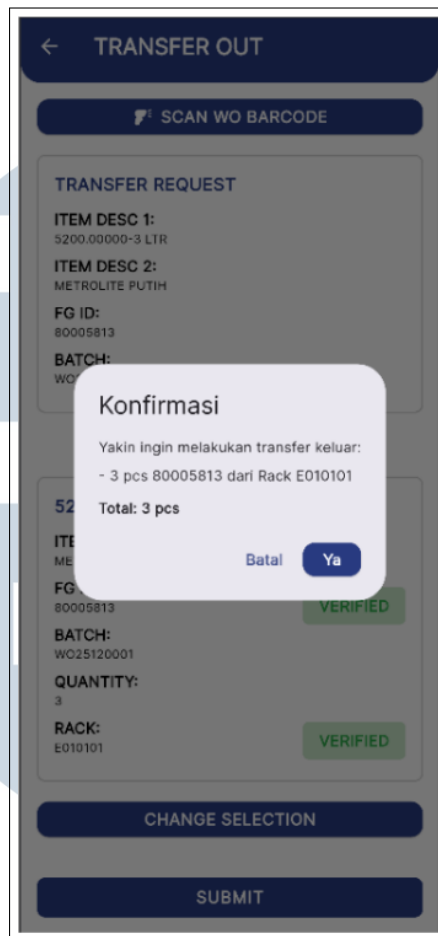 TRANSFER OUT
SCAN WO BARCODE
TRANSFER REQUEST
ITEM DESC 1:
5200.00000-3 LTR
ITEM DESC 2:
METROLITE PUTIH
FG ID:
80005813
BATCH:
Konfirmasi
Yakin ingin melakukan transfer keluar:
- 3 pcs 80005813 dari Rack E010101
Total: 3 pcs
Batal Ya
80005813
VERIFIED
BATCH:
WO25120001
QUANTITY:
3
RACK:
E010101
VERIFIED
CHANGE SELECTION
SUBMIT